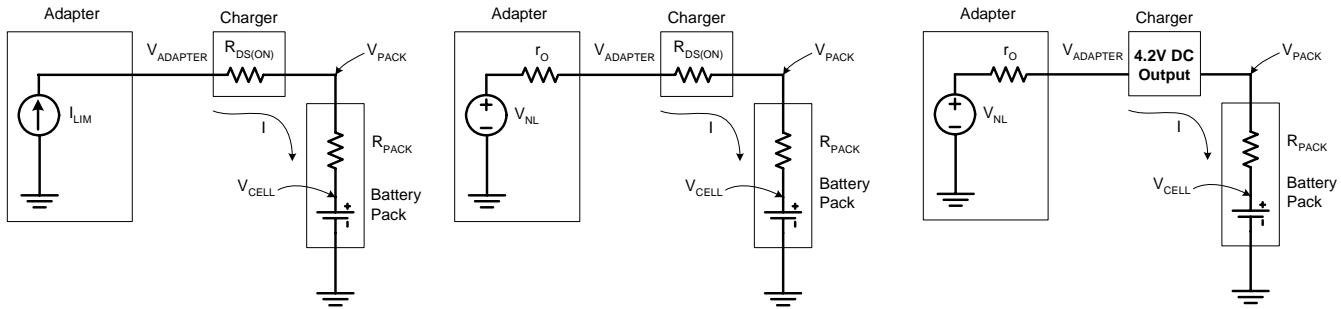 Adapter
Charger
V_ADAPTER
R_DS(ON)
V_PACK
I_LIM
I
R_PACK
V_CELL
Battery
Pack
+
Adapter
Charger
r_O
V_ADAPTER
R_DS(ON)
V_PACK
+
-
V_NL
I
R_PACK
V_CELL
Battery
Pack
+
Adapter
Charger
r_O
V_ADAPTER
4.2V DC
Output
V_PACK
+
-
V_NL
I
R_PACK
V_CELL
Battery
Pack
+